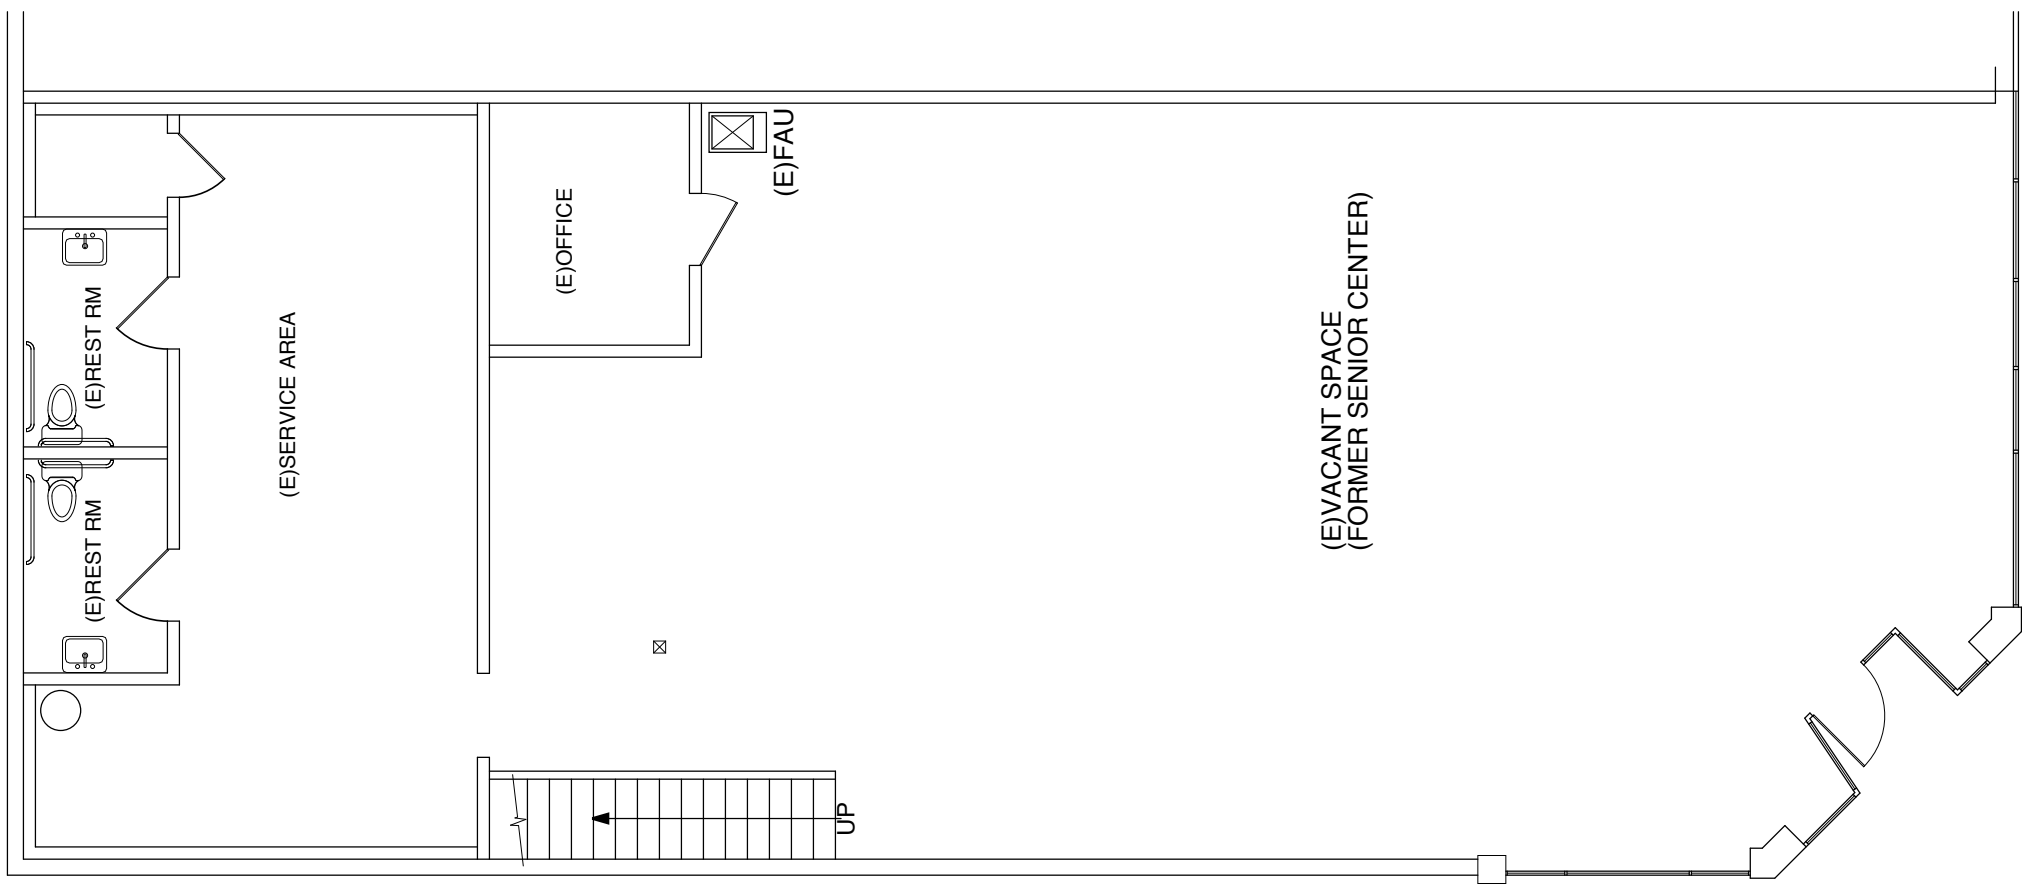 (E)REST RM
(E)REST RM
(E)SERVICE AREA
(E)OFFICE
(E)FAU
UP
(E)VACANT SPACE
(FORMER SENIOR CENTER)